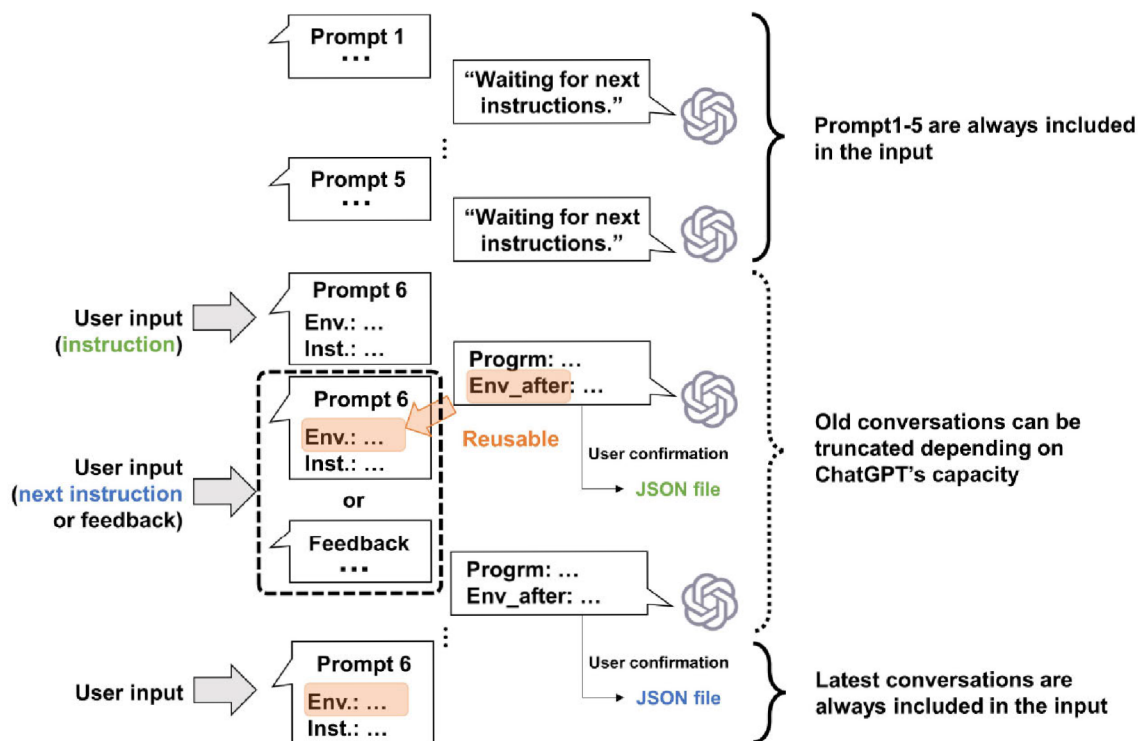 Prompt 1
...
“Waiting for next
instructions.”
Prompt1-5 are always included
in the input
⋮
Prompt 5
...
“Waiting for next
instructions.”
User input
(instruction)
Prompt 6
Env.: ...
Inst.: ...
Progrm: ...
Env_after: ...
Reusable
User confirmation
JSON file
User input
(next instruction
or feedback)
Prompt 6
Env.: ...
Inst.: ...
or
Feedback
...
Old conversations can be
truncated depending on
ChatGPT’s capacity
Progrm: ...
Env_after: ...
⋮
User confirmation
JSON file
User input
Prompt 6
Env.: ...
Inst.: ...
Latest conversations are
always included in the input